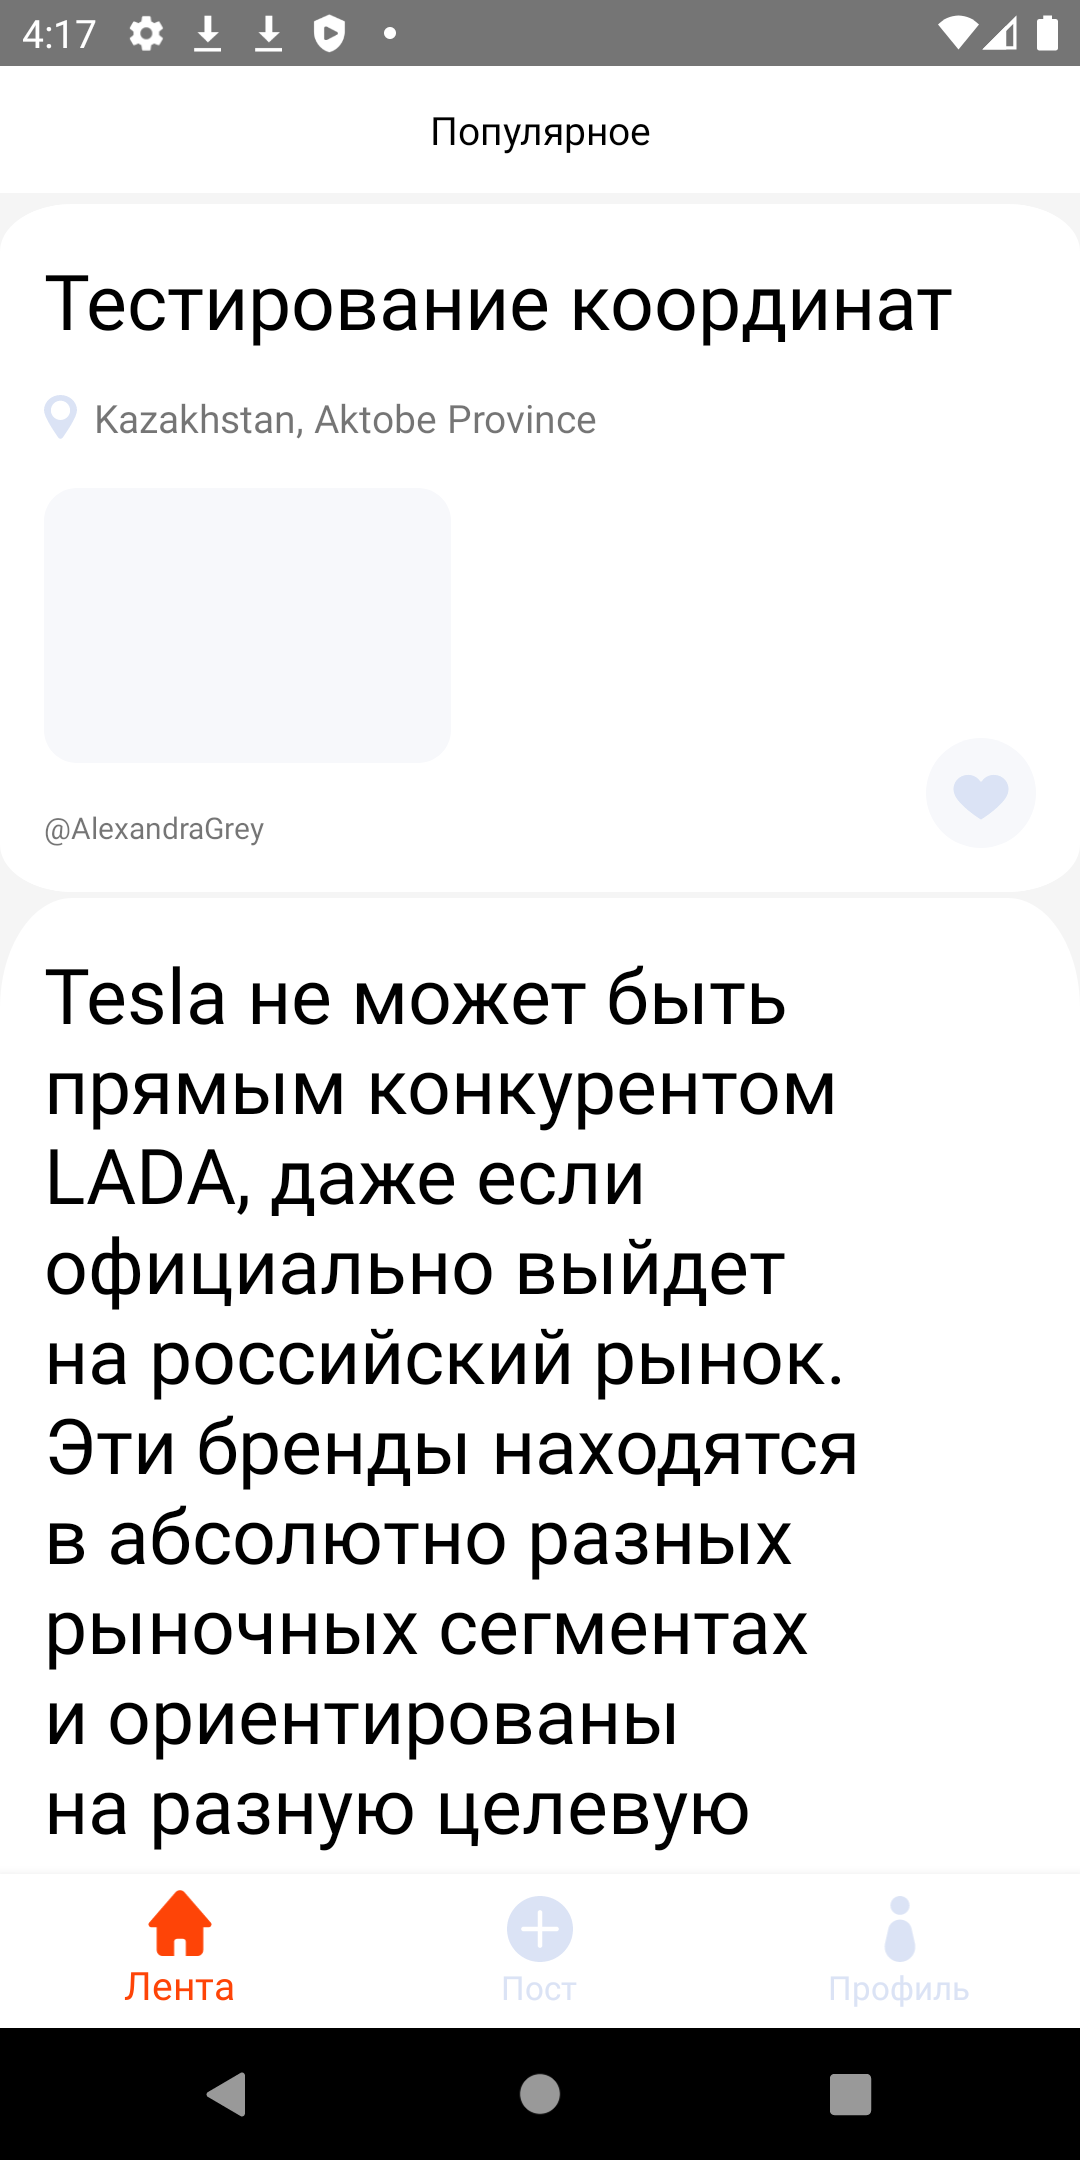 4:17
Популярное
Тестирование координат
Kazakhstan, Aktobe Province
@AlexandraGrey
Tesla не может быть
прямым конкурентом
LADA, даже если
официально выйдет
на российский рынок.
Эти бренды находятся
в абсолютно разных
рыночных сегментах
и ориентированы
на разную целевую
Лента
Пост
Профиль